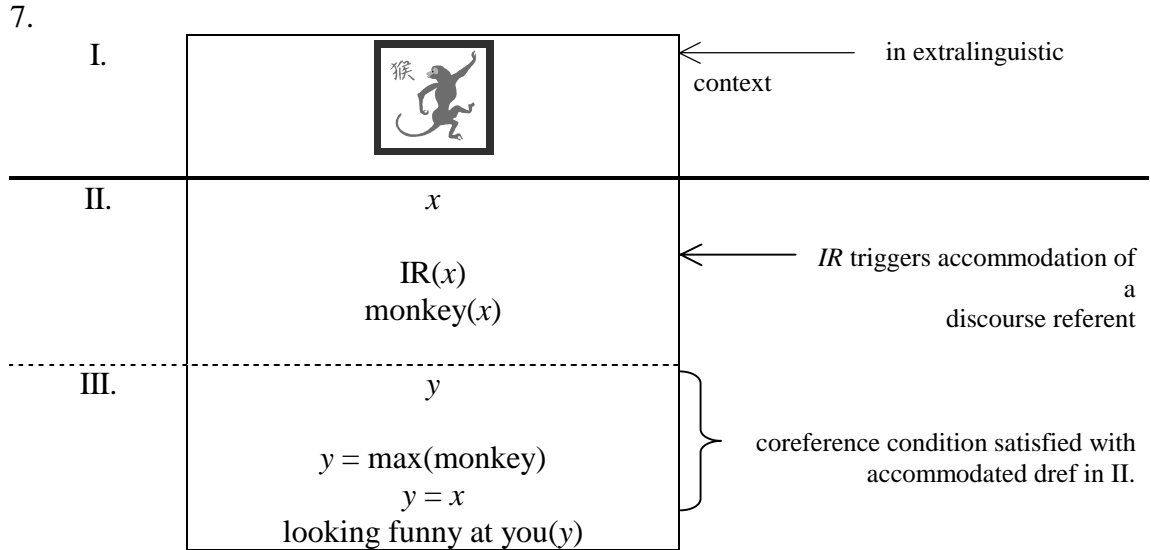 7.
I.
猴
in extralinguistic
context
II.
x
IR(x)
monkey(x)
IR triggers accommodation of
a
discourse referent
III.
y
y = max(monkey)
y = x
looking funny at you(y)
coreference condition satisfied with
accommodated dref in II.